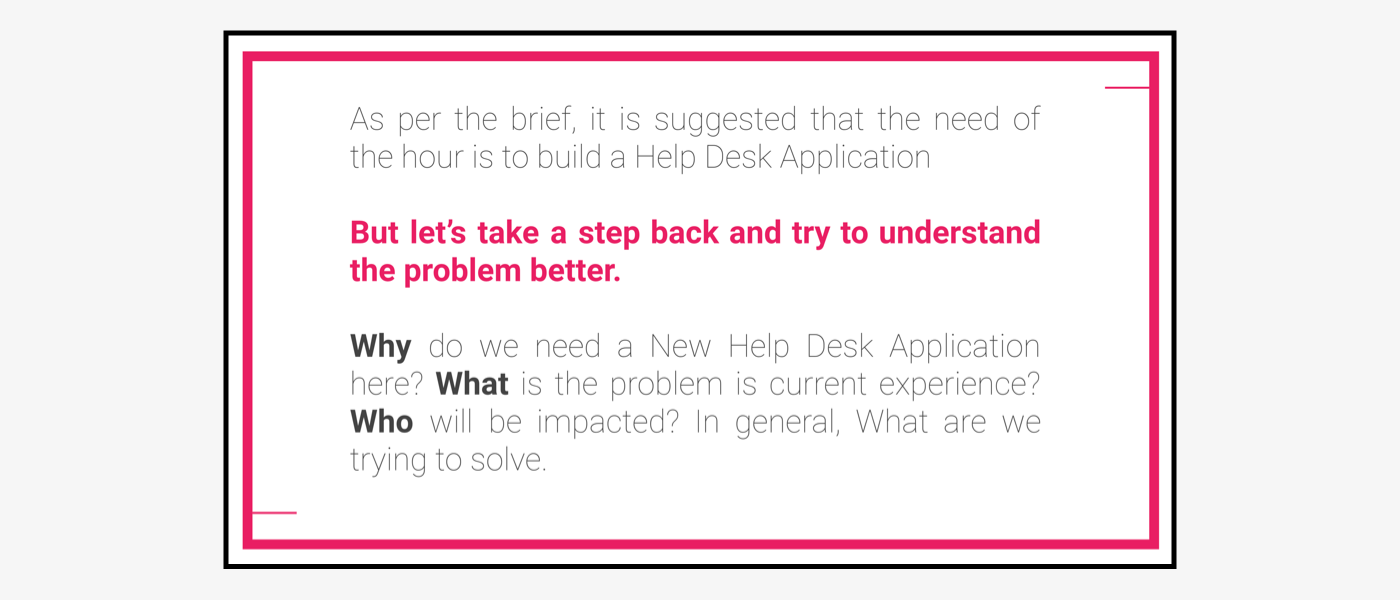 As per the brief, it is suggested that the need of
the hour is to build a Help Desk Application
But let’s take a step back and try to understand
the problem better.
Why do we need a New Help Desk Application
here? What is the problem is current experience?
Who will be impacted? In general, What are we
trying to solve.